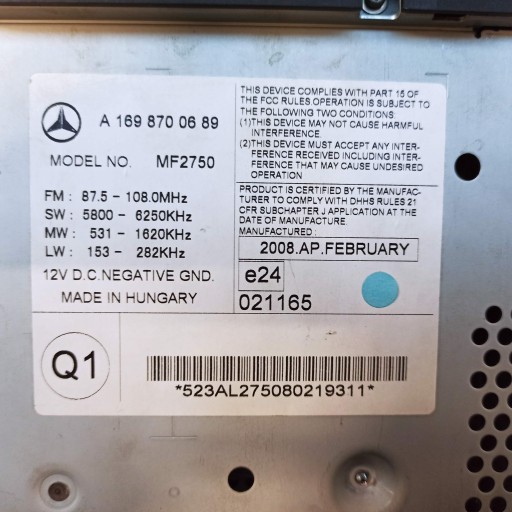 A 169 870 06 89
MODEL NO. MF2750
FM : 87.5 - 108.0MHz
SW : 5800 - 6250KHz
MW : 531 - 1620KHz
LW : 153 - 282KHz
12V D.C.NEGATIVE GND.
MADE IN HUNGARY
THIS DEVICE COMPLIES WITH PART 15 OF
THE FCC RULES OPERATION IS SUBJECT TO
THE FOLLOWING TWO CONDITIONS:
(1)THIS DEVICE MAY NOT CAUSE HARMFUL
INTERFERENCE.
(2)THIS DEVICE MUST ACCEPT ANY INTER-
FERENCE RECEIVED INCLUDING INTER-
FERENCE THAT MAY CAUSE UNDESIRED
OPERATION
PRODUCT IS CERTIFIED BY THE MANUFAC-
TURER TO COMPLY WITH DHHS RULES 21
CFR SUBCHAPTER J APPLICATION AT THE
DATE OF MANUFACTURE.
MANUFACTURED :
2008.AP.FEBRUARY
e24
021165
Q1
*523AL275080219311*